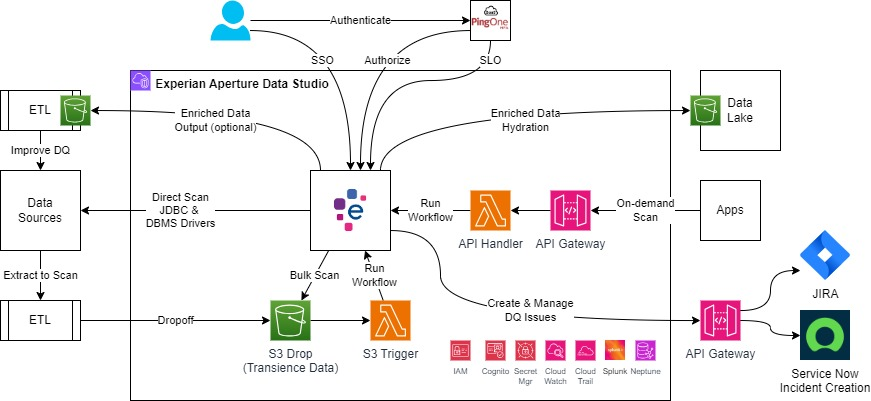 Authenticate
SaaS
PingOne
SSO
Authorize
SLO
Experian Aperture Data Studio
ETL
Enriched Data
Output (optional)
Enriched Data
Hydration
Data
Lake
Improve DQ
Data
Sources
Direct Scan
JDBC &
DBMS Drivers
e
Run
Workflow
API Handler
API Gateway
On-demand
Scan
Apps
Extract to Scan
Bulk Scan
Run
Workflow
Create & Manage
DQ Issues
JIRA
ETL
Dropoff
S3 Drop
(Transience Data)
S3 Trigger
API Gateway
splunk>
IAM
Cognito
Secret
Mgr
Cloud
Watch
Cloud
Trail
Splunk
Neptune
Service Now
Incident Creation